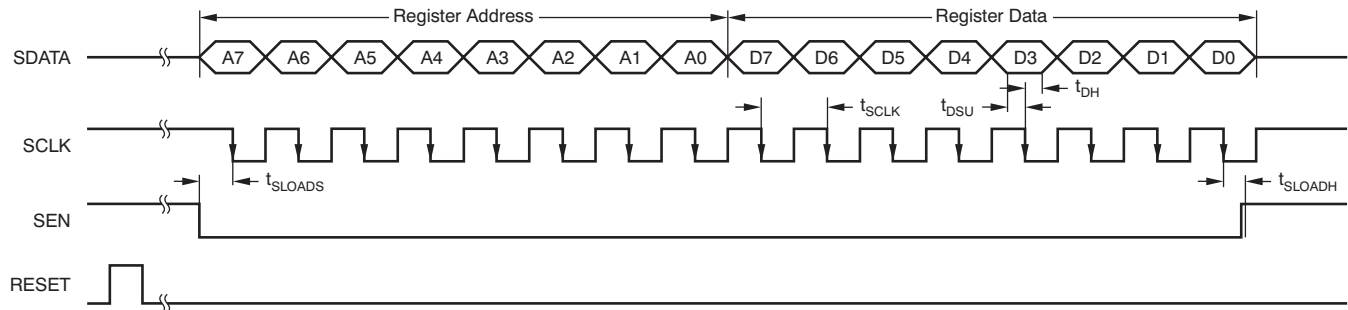 Register Address Register Data
SDATA A7 A6 A5 A4 A3 A2 A1 A0 D7 D6 D5 D4 D3 D2 D1 D0
tSCLK tDSU tDH
SCLK
tSLOADS tSLOADH
SEN
RESET